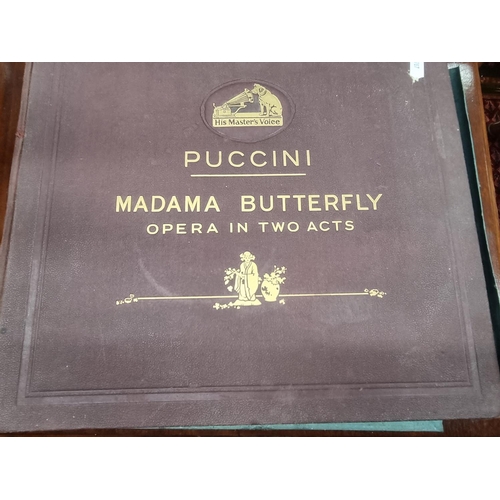 His Master's Voice
PUCCINI
MADAMA BUTTERFLY
OPERA IN TWO ACTS